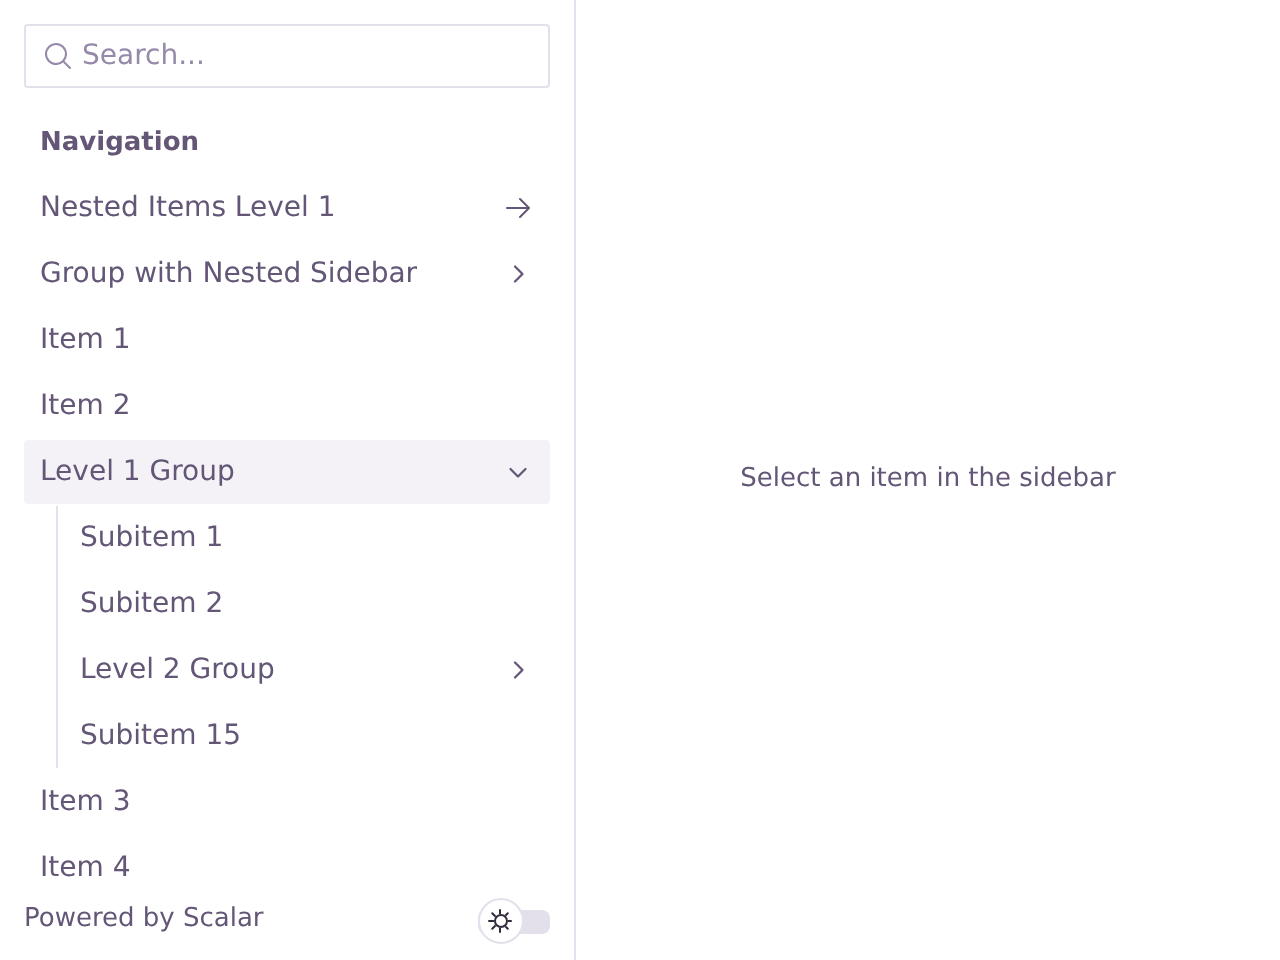 Search...
Navigation
Nested Items Level 1
Group with Nested Sidebar
Item 1
Item 2
Level 1 Group
Subitem 1
Subitem 2
Level 2 Group
Subitem 15
Item 3
Item 4
Powered by Scalar
Select an item in the sidebar